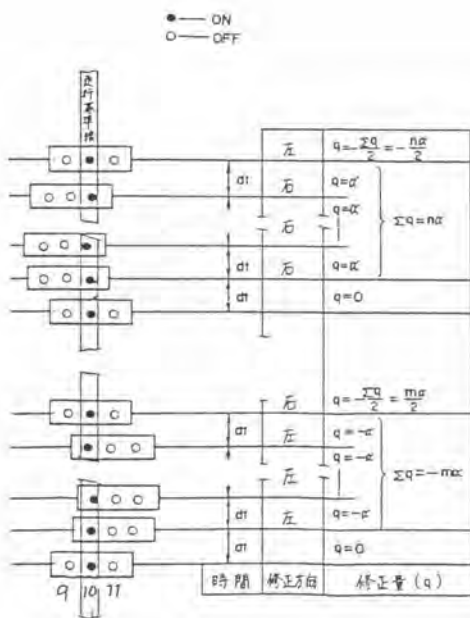 ● ON
○ OFF
走行基準線
左 q=-Σq/2=-nα/2
dt 右 q=α
q=α
右 Σq=nα
dt 右 q=α
dt q=0
右 q=-Σq/2=mα/2
dt 左 q=-α
q=-α
左 Σq=-mα
dt 左 q=-α
dt q=0
時間 修正方向 修正量(q)
9 10 11